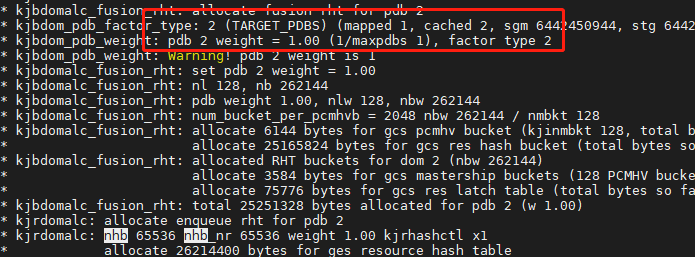 * kjbdomalc_fusion_rht: allocate fusion rht for pdb 2
* kjbdom_pdb_factor_type: 2 (TARGET_PDBS) (mapped 1, cached 2, sgm 6442450944, stg 6442
* kjbdom_pdb_weight: pdb 2 weight = 1.00 (1/maxpdbs 1), factor type 2
* kjbdom_pdb_weight: Warning! pdb 2 weight is 1
* kjbdomalc_fusion_rht: set pdb 2 weight = 1.00
* kjbdomalc_fusion_rht: nl 128, nb 262144
* kjbdomalc_fusion_rht: pdb weight 1.00, nlw 128, nbw 262144
* kjbdomalc_fusion_rht: num_bucket_per_pcmhvb = 2048 nbw 262144 / nmbkt 128
* kjbdomalc_fusion_rht: allocate 6144 bytes for gcs pcmhv bucket (kjinmbkt 128, total b
* allocate 25165824 bytes for gcs res hash bucket (total bytes so
* kjbdomalc_fusion_rht: allocated RHT buckets for dom 2 (nbw 262144)
* allocate 3584 bytes for gcs mastership buckets (128 PCMHV bucke
* allocate 75776 bytes for gcs res latch table (total bytes so fa
* kjbdomalc_fusion_rht: total 25251328 bytes allocated for pdb 2 (w 1.00)
* kjrdomalc: allocate enqueue rht for pdb 2
* kjrdomalc: nhb 65536 nhb_nr 65536 weight 1.00 kjrhashctl x1
* allocate 26214400 bytes for ges resource hash table